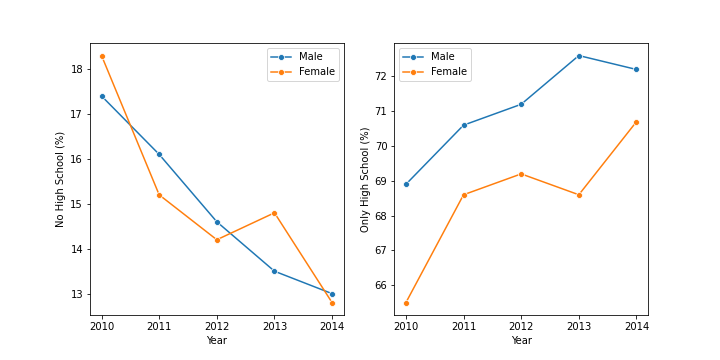 No High School (%)
18
17
16
15
14
13
2010 2011 2012 2013 2014
Year
Male
Female
Only High School (%)
72
71
70
69
68
67
66
2010 2011 2012 2013 2014
Year
Male
Female